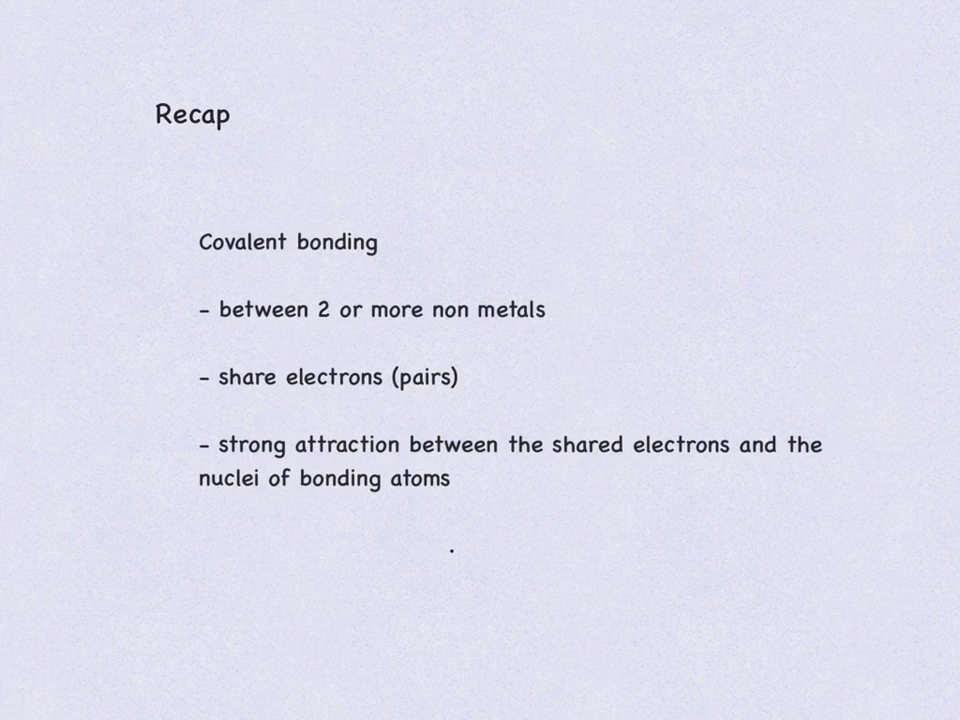 Recap
Covalent bonding
- between 2 or more non metals
- share electrons (pairs)
- strong attraction between the shared electrons and the
nuclei of bonding atoms
.